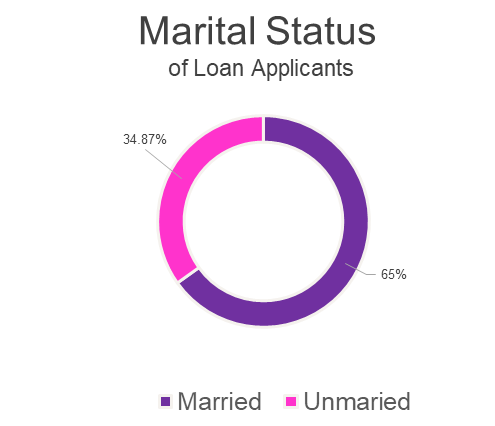 Marital Status
of Loan Applicants
34.87%
65%
Married
Unmaried